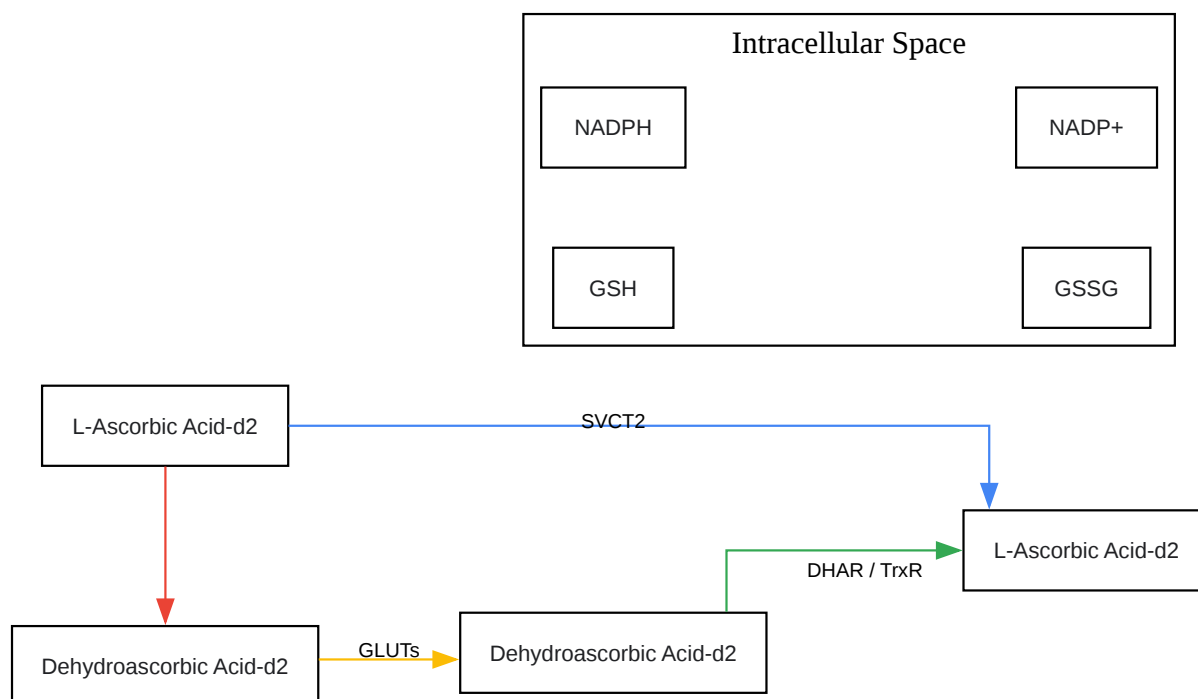 Intracellular Space
NADPH
NADP+
GSH
GSSG
L-Ascorbic Acid-d2
SVCT2
L-Ascorbic Acid-d2
DHAR / TrxR
Dehydroascorbic Acid-d2
GLUTs
Dehydroascorbic Acid-d2